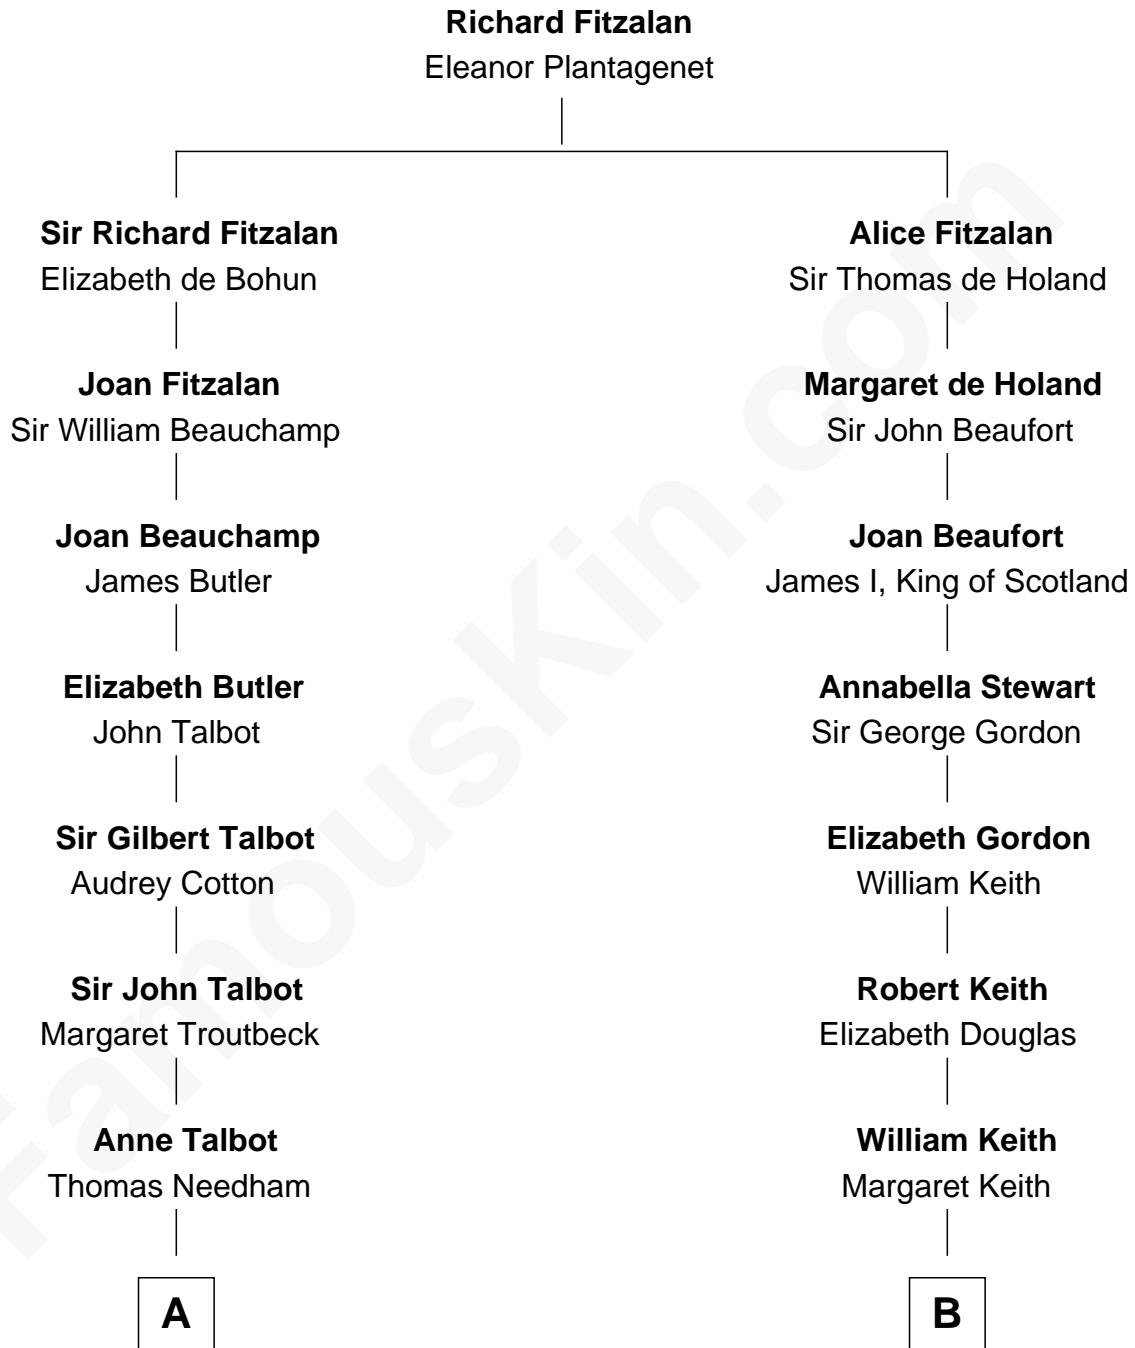 Richard Fitzalan
Eleanor Plantagenet
Sir Richard Fitzalan
Elizabeth de Bohun
Alice Fitzalan
Sir Thomas de Holand
Joan Fitzalan
Sir William Beauchamp
Margaret de Holand
Sir John Beaufort
Joan Beauchamp
James Butler
Joan Beaufort
James I, King of Scotland
Elizabeth Butler
John Talbot
Annabella Stewart
Sir George Gordon
Sir Gilbert Talbot
Audrey Cotton
Elizabeth Gordon
William Keith
Sir John Talbot
Margaret Troutbeck
Robert Keith
Elizabeth Douglas
Anne Talbot
Thomas Needham
William Keith
Margaret Keith
A
B
FamousKin.com